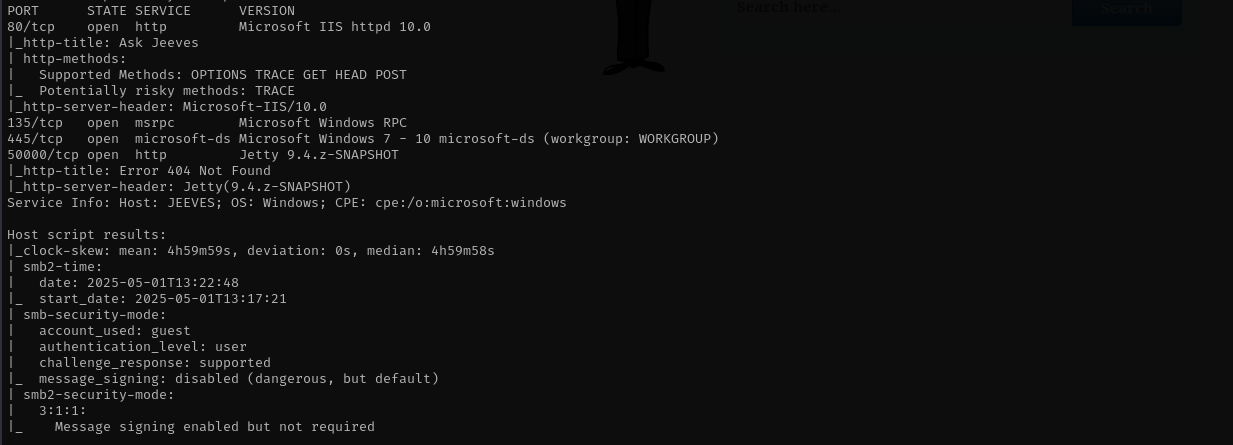 Search here...
Search
PORT      STATE SERVICE      VERSION
80/tcp    open  http         Microsoft IIS httpd 10.0
|_http-title: Ask Jeeves
| http-methods:
|   Supported Methods: OPTIONS TRACE GET HEAD POST
|_  Potentially risky methods: TRACE
|_http-server-header: Microsoft-IIS/10.0
135/tcp   open  msrpc        Microsoft Windows RPC
445/tcp   open  microsoft-ds Microsoft Windows 7 - 10 microsoft-ds (workgroup: WORKGROUP)
50000/tcp open  http         Jetty 9.4.z-SNAPSHOT
|_http-title: Error 404 Not Found
|_http-server-header: Jetty(9.4.z-SNAPSHOT)
Service Info: Host: JEEVES; OS: Windows; CPE: cpe:/o:microsoft:windows

Host script results:
|_clock-skew: mean: 4h59m59s, deviation: 0s, median: 4h59m58s
| smb2-time:
|   date: 2025-05-01T13:22:48
|_  start_date: 2025-05-01T13:17:21
| smb-security-mode:
|   account_used: guest
|   authentication_level: user
|   challenge_response: supported
|_  message_signing: disabled (dangerous, but default)
| smb2-security-mode:
|   3:1:1:
|_    Message signing enabled but not required